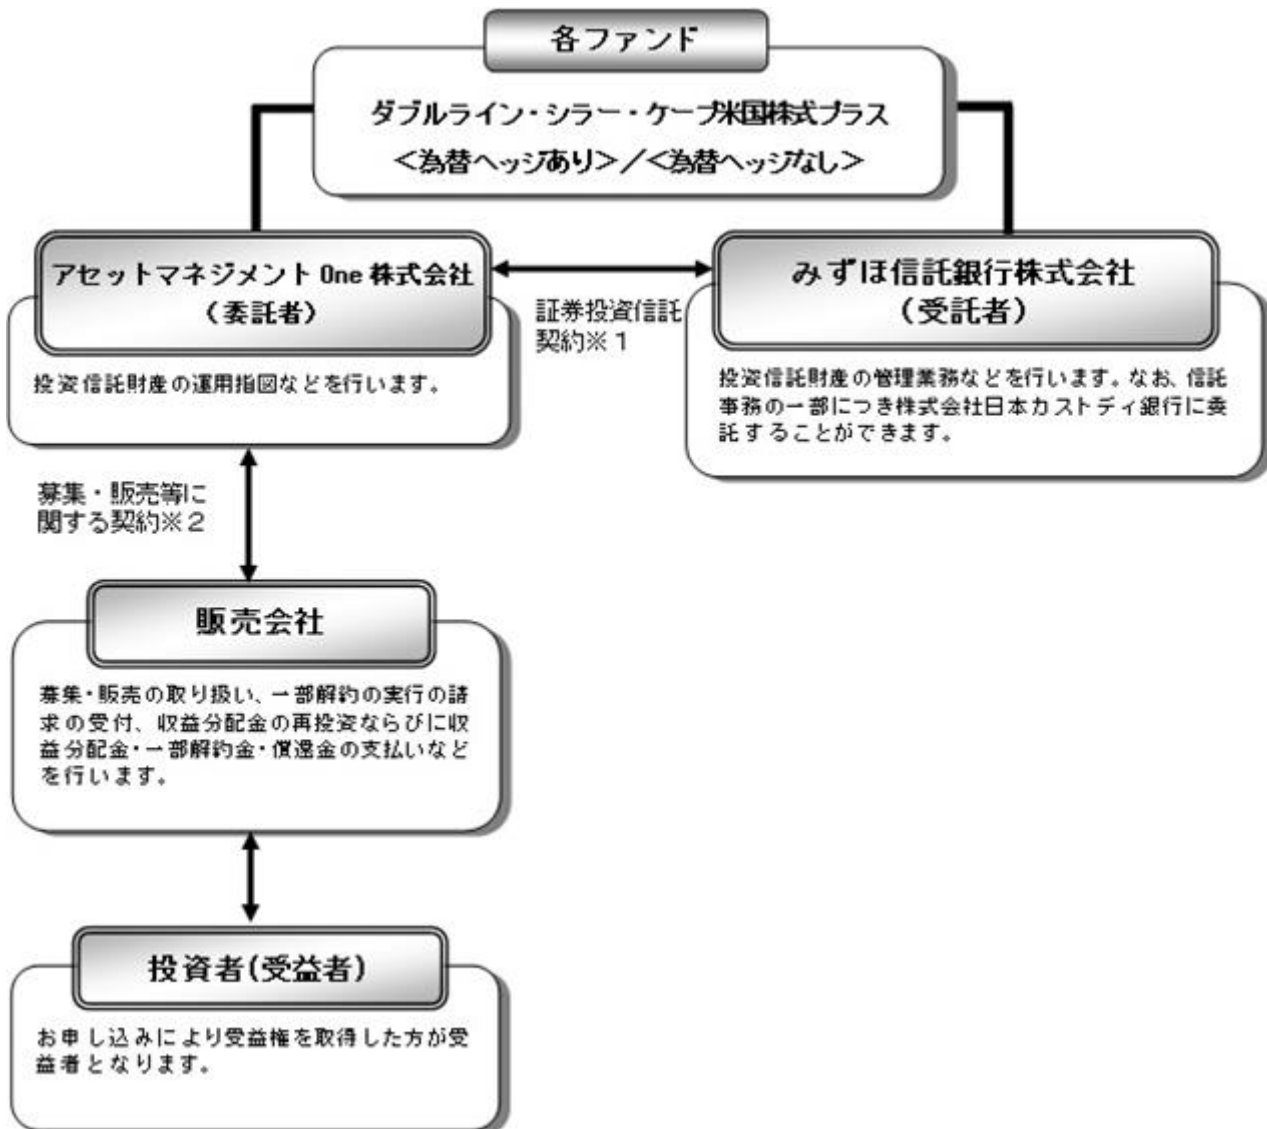 各ファンド
ダブルライン・シラー・ケープ米国株式プラス
＜為替ヘッジあり＞／＜為替ヘッジなし＞
アセットマネジメント One 株式会社
（委託者）
投資信託財産の運用指図などを行います。
証券投資信託
契約※１
みずほ信託銀行株式会社
（受託者）
投資信託財産の管理業務などを行います。なお、信託
事務の一部につき株式会社日本カストディ銀行に委
託することができます。
募集・販売等に
関する契約※２
販売会社
募集・販売の取り扱い、一部解約の実行の請
求の受付、収益分配金の再投資ならびに収
益分配金・一部解約金・償還金の支払いなど
を行います。
投資者(受益者)
お申し込みにより受益権を取得した方が受
益者となります。